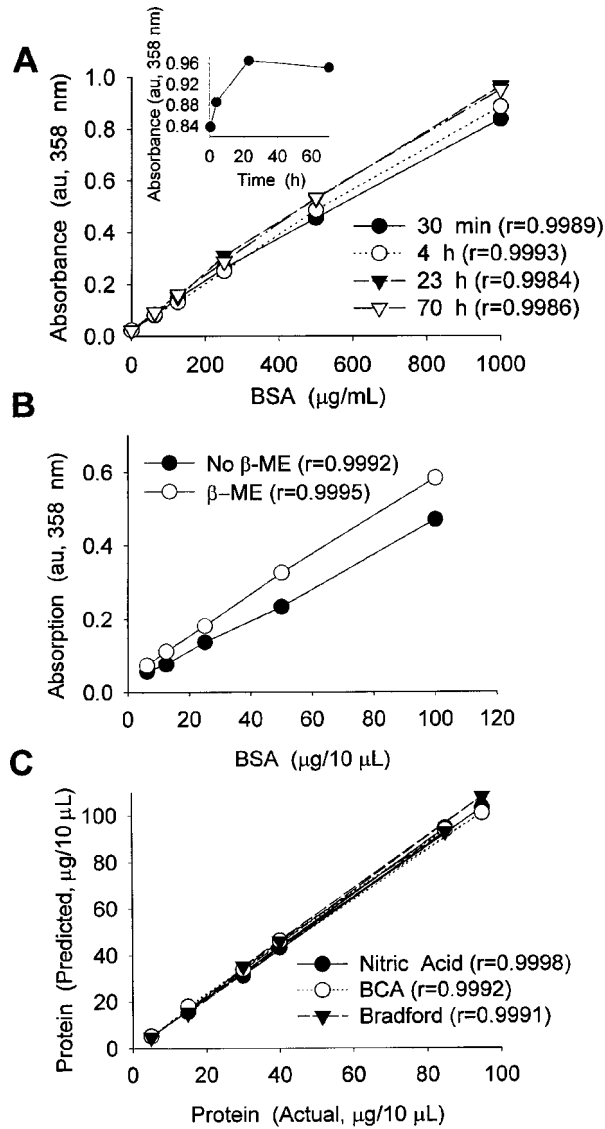 A
Absorbance (au, 358 nm)
0.96
0.92
0.88
0.84
0 20 40 60
Time (h)
Absorbance (au, 358 nm)
1.0
0.8
0.6
0.4
0.2
0.0
30 min (r=0.9989)
4 h (r=0.9993)
23 h (r=0.9984)
70 h (r=0.9986)
0 200 400 600 800 1000
BSA (μg/mL)
B
Absorption (au, 358 nm)
0.6
0.4
0.2
0.0
No β-ME (r=0.9992)
β-ME (r=0.9995)
0 20 40 60 80 100 120
BSA (μg/10 μL)
C
Protein (Predicted, μg/10 μL)
100
80
60
40
20
0
Nitric Acid (r=0.9998)
BCA (r=0.9992)
Bradford (r=0.9991)
0 20 40 60 80 100
Protein (Actual, μg/10 μL)